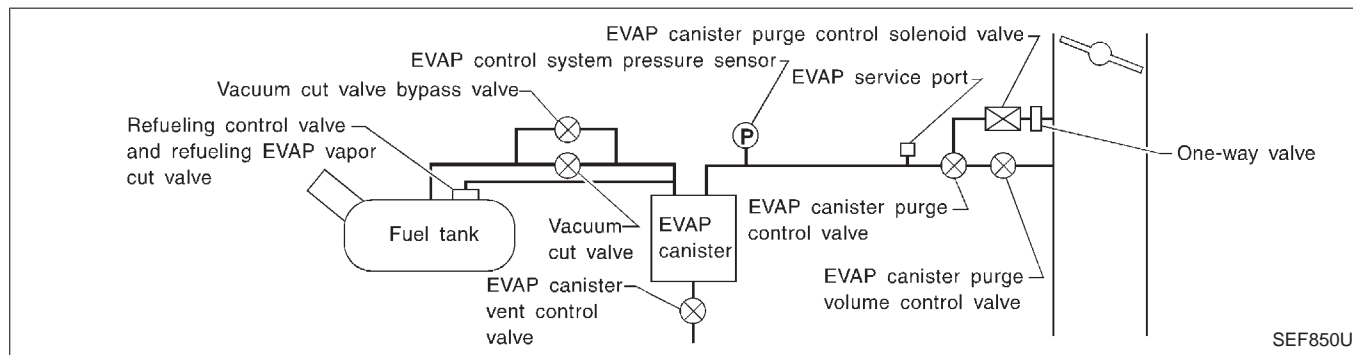 EVAP canister purge control solenoid valve
EVAP control system pressure sensor
EVAP service port
Vacuum cut valve bypass valve
Refueling control valve
and refueling EVAP vapor
cut valve
P
One-way valve
Fuel tank
Vacuum
cut valve
EVAP
canister
EVAP canister purge
control valve
EVAP canister
vent control
valve
EVAP canister purge
volume control valve
SEF850U